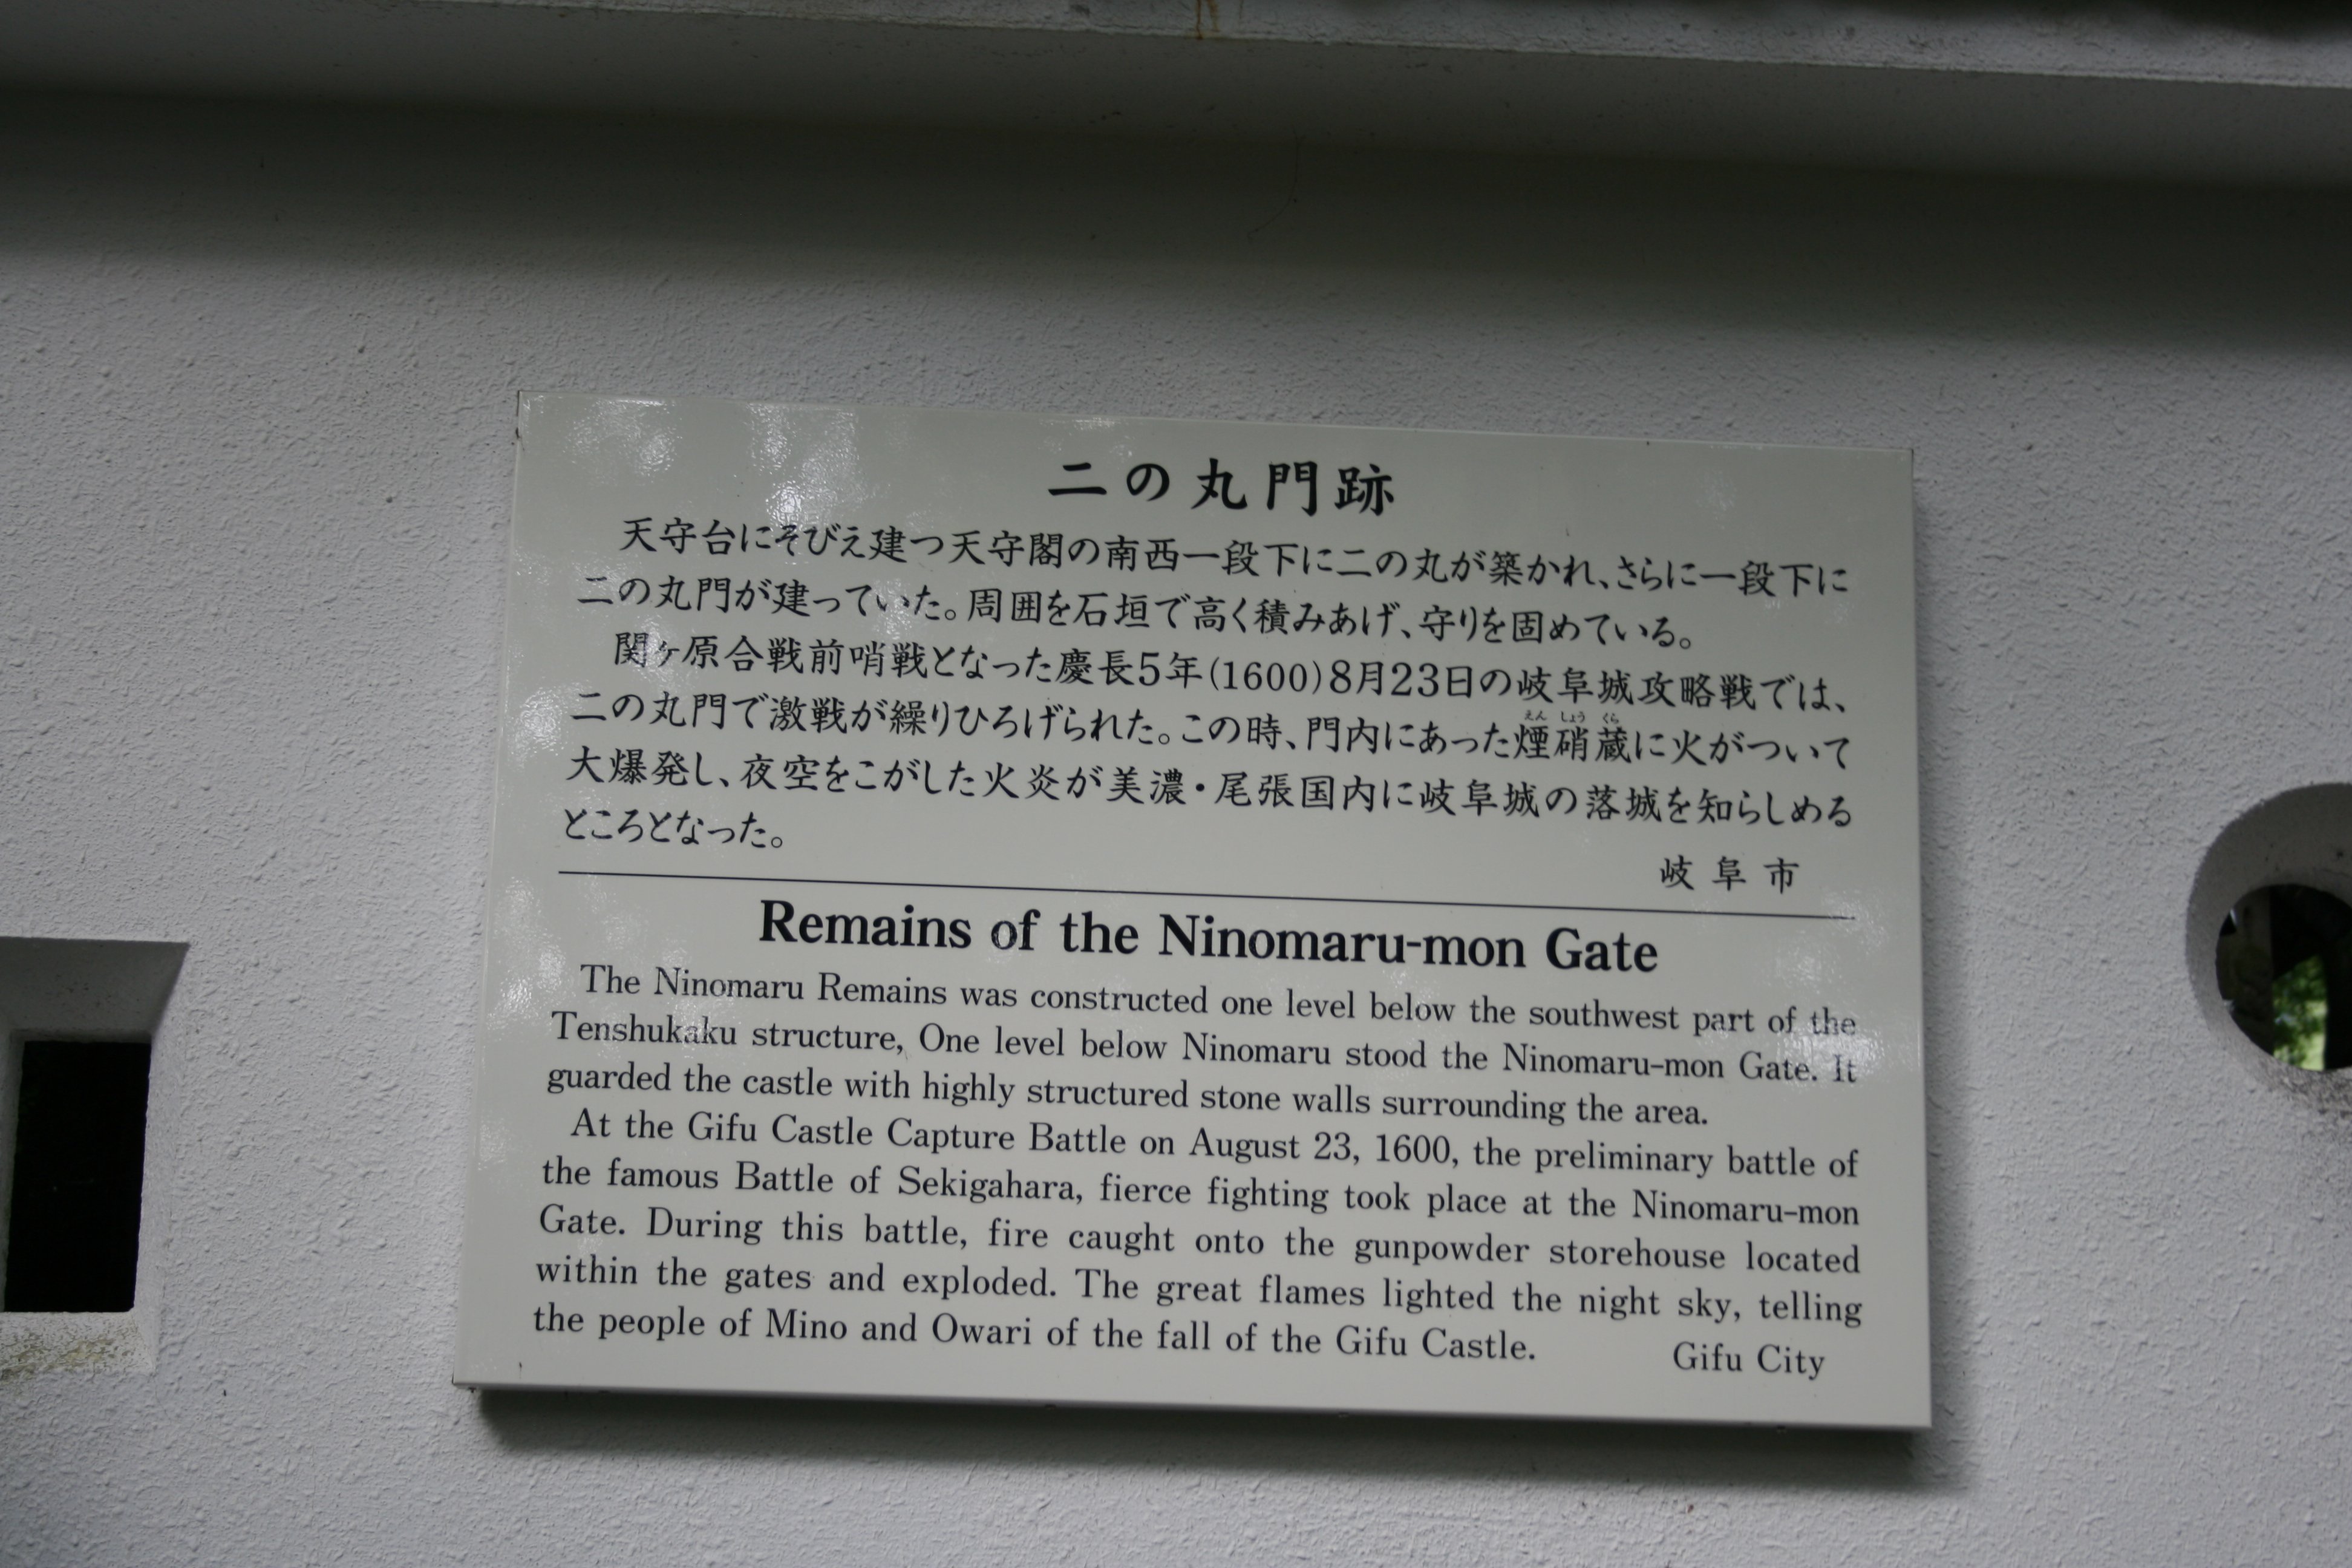 二の丸門跡
天守台にそびえ建つ天守閣の南西一段下に二の丸が築かれ、さらに一段下に
二の丸門が建っていた。周囲を石垣で高く積みあげ、守りを固めている。
関ヶ原合戦前哨戦となった慶長5年(1600)8月23日の岐阜城攻略戦では、
えん しょう くら
二の丸門で激戦が繰りひろげられた。この時、門内にあった煙硝蔵に火がついて
大爆発し、夜空をこがした火炎が美濃・尾張国内に岐阜城の落城を知らしめる
ところとなった。
岐阜市
Remains of the Ninomaru-mon Gate
The Ninomaru Remains was constructed one level below the southwest part of the
Tenshukaku structure, One level below Ninomaru stood the Ninomaru-mon Gate. It
guarded the castle with highly structured stone walls surrounding the area.
At the Gifu Castle Capture Battle on August 23, 1600, the preliminary battle of
the famous Battle of Sekigahara, fierce fighting took place at the Ninomaru-mon
Gate. During this battle, fire caught onto the gunpowder storehouse located
within the gates and exploded. The great flames lighted the night sky, telling
the people of Mino and Owari of the fall of the Gifu Castle.
Gifu City